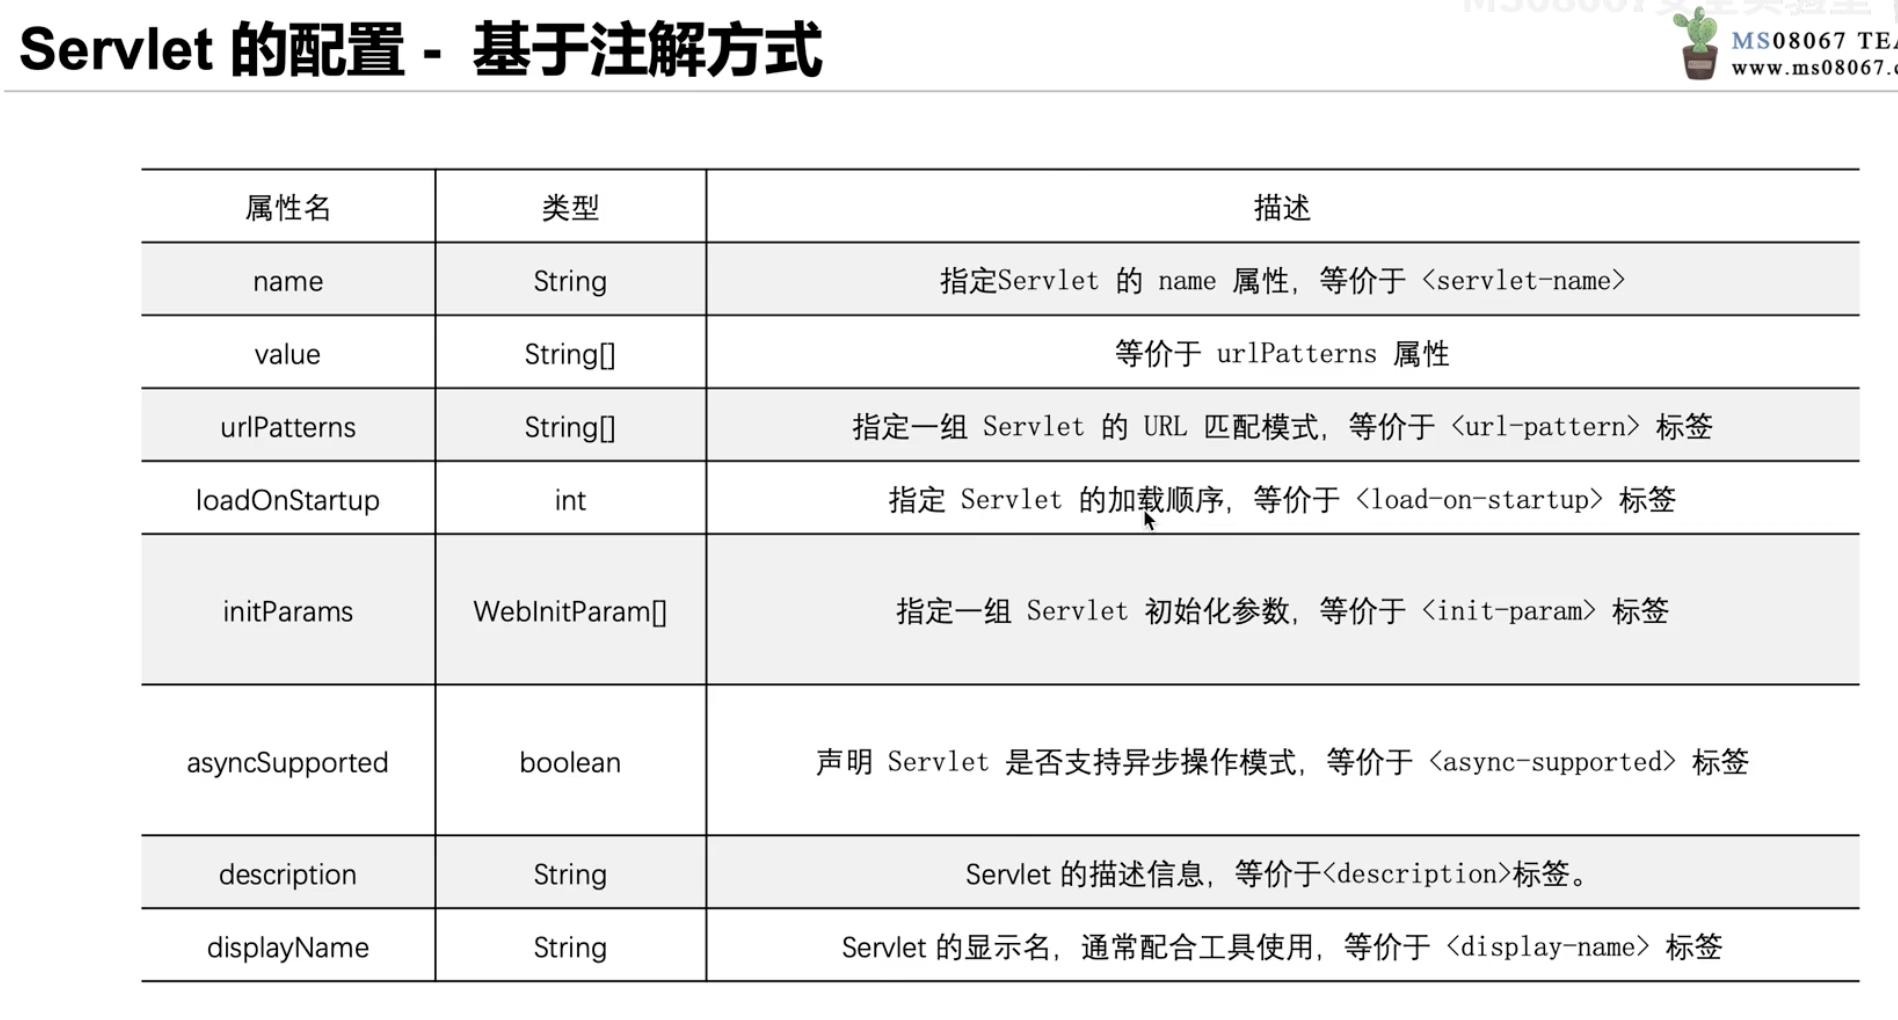 Servlet 的配置 - 基于注解方式
MS08067 TEA
www.ms08067.c
属性名 类型 描述
name String 指定Servlet 的 name 属性，等价于 <servlet-name>
value String[] 等价于 urlPatterns 属性
urlPatterns String[] 指定一组 Servlet 的 URL 匹配模式，等价于 <url-pattern> 标签
loadOnStartup int 指定 Servlet 的加载顺序，等价于 <load-on-startup> 标签
initParams WebInitParam[] 指定一组 Servlet 初始化参数，等价于 <init-param> 标签
asyncSupported boolean 声明 Servlet 是否支持异步操作模式，等价于 <async-supported> 标签
description String Servlet 的描述信息，等价于<description>标签。
displayName String Servlet 的显示名，通常配合工具使用，等价于 <display-name> 标签